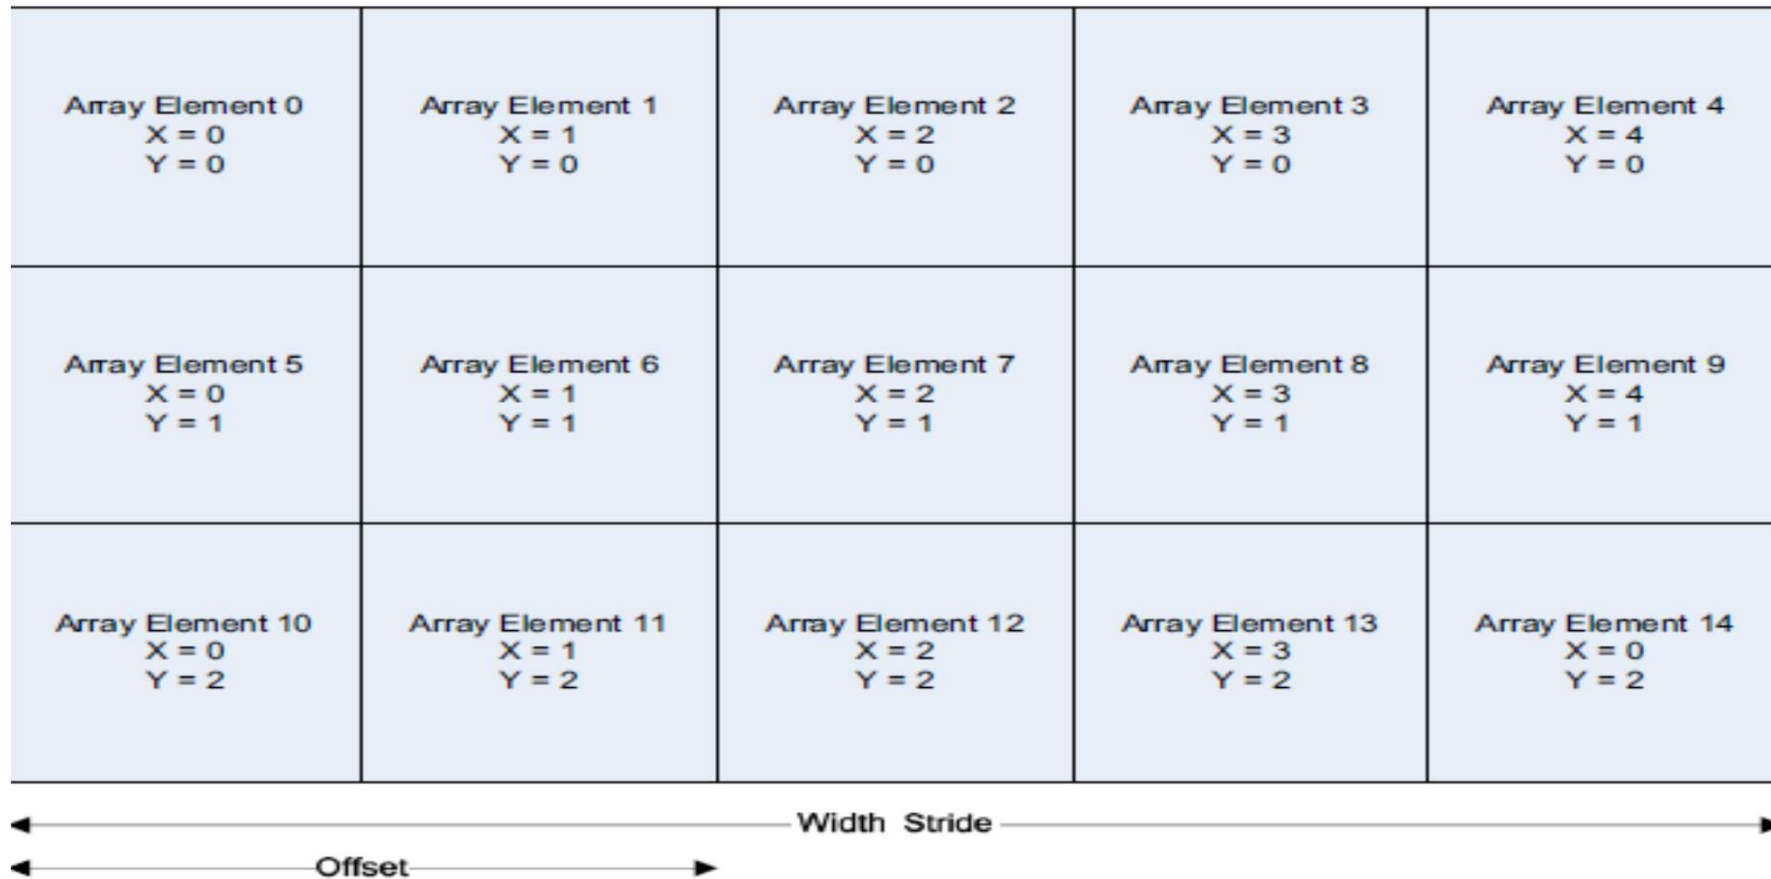 Array Element 0
X = 0
Y = 0
Array Element 1
X = 1
Y = 0
Array Element 2
X = 2
Y = 0
Array Element 3
X = 3
Y = 0
Array Element 4
X = 4
Y = 0
Array Element 5
X = 0
Y = 1
Array Element 6
X = 1
Y = 1
Array Element 7
X = 2
Y = 1
Array Element 8
X = 3
Y = 1
Array Element 9
X = 4
Y = 1
Array Element 10
X = 0
Y = 2
Array Element 11
X = 1
Y = 2
Array Element 12
X = 2
Y = 2
Array Element 13
X = 3
Y = 2
Array Element 14
X = 0
Y = 2
Width Stride
Offset